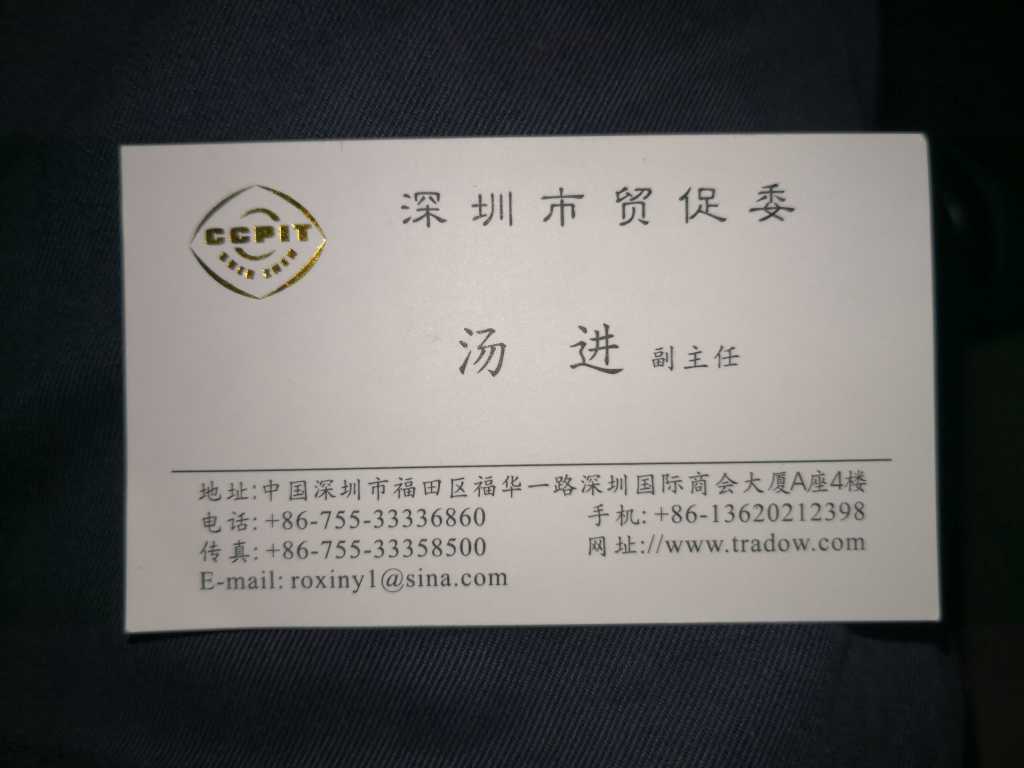 CCPIT
SHEN ZHEN
深圳市贸促委
汤 进 副主任
地址:中国深圳市福田区福华一路深圳国际商会大厦A座4楼
电话: +86-755-33336860 手机: +86-13620212398
传真: +86-755-33358500 网址://www.tradow.com
E-mail: roxiny1@sina.com